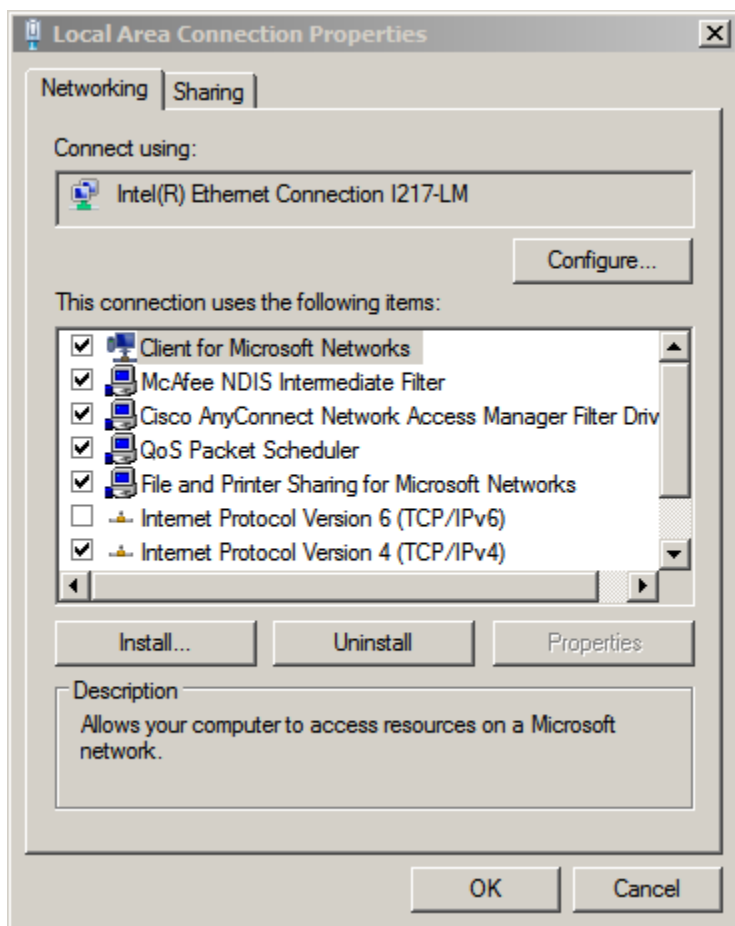 Local Area Connection Properties
Networking
Sharing
Connect using:
Intel(R) Ethernet Connection I217-LM
Configure...
This connection uses the following items:
Client for Microsoft Networks
McAfee NDIS Intermediate Filter
Cisco AnyConnect Network Access Manager Filter Driv
QoS Packet Scheduler
File and Printer Sharing for Microsoft Networks
Internet Protocol Version 6 (TCP/IPv6)
Internet Protocol Version 4 (TCP/IPv4)
Install...
Uninstall
Properties
Description
Allows your computer to access resources on a Microsoft
network.
OK
Cancel